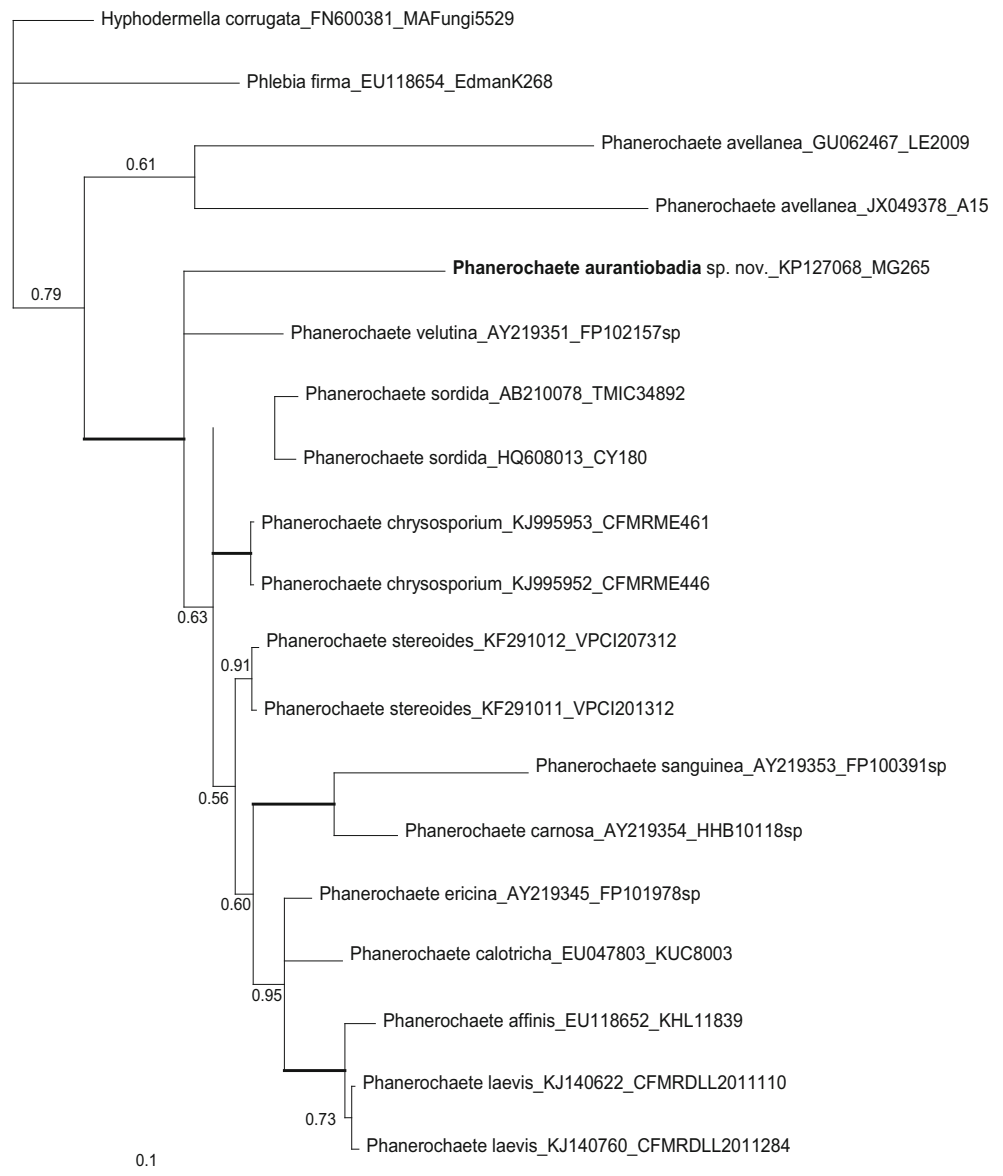 Hyphodermella corrugata_FN600381_MAFungi5529
Phlebia firma_EU118654_EdmanK268
Phanerochaete avellanea_GU062467_LE2009
0.61
Phanerochaete avellanea_JX049378_A15
Phanerochaete aurantiobadia sp. nov._KP127068_MG265
0.79
Phanerochaete velutina_AY219351_FP102157sp
Phanerochaete sordida_AB210078_TMIC34892
Phanerochaete sordida_HQ608013_CY180
Phanerochaete chrysosporium_KJ995953_CFMRME461
Phanerochaete chrysosporium_KJ995952_CFMRME446
0.63
Phanerochaete stereoides_KF291012_VPCI207312
0.91
Phanerochaete stereoides_KF291011_VPCI201312
Phanerochaete sanguinea_AY219353_FP100391sp
0.56
Phanerochaete carnosa_AY219354_HHB10118sp
Phanerochaete ericina_AY219345_FP101978sp
0.60
Phanerochaete calotricha_EU047803_KUC8003
0.95
Phanerochaete affinis_EU118652_KHL11839
Phanerochaete laevis_KJ140622_CFMRDLL2011110
0.73
Phanerochaete laevis_KJ140760_CFMRDLL2011284
0.1